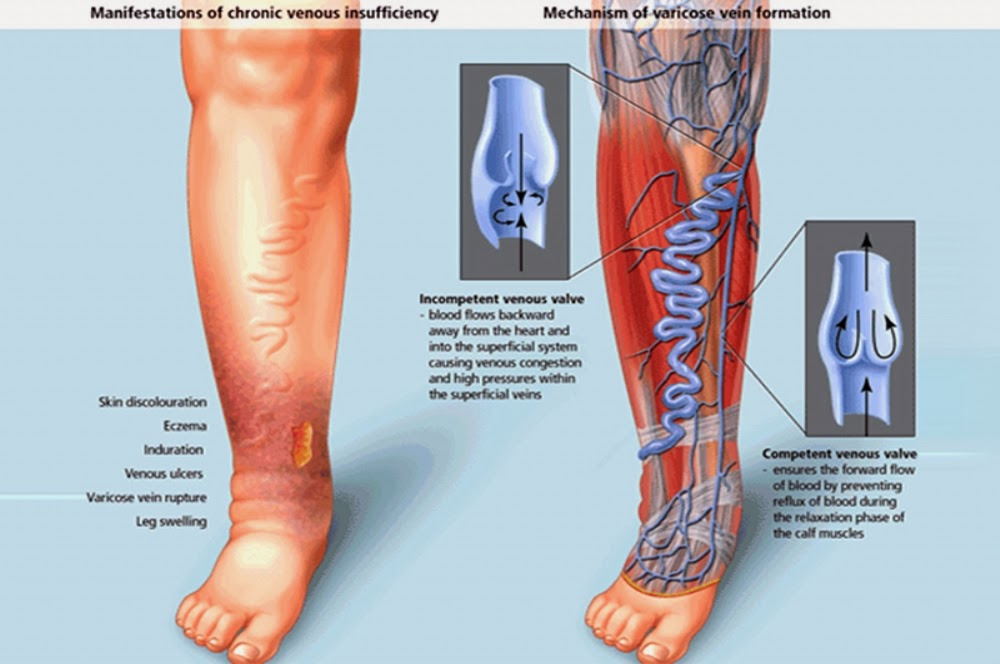 Manifestations of chronic venous insufficiency
Mechanism of varicose vein formation
Incompetent venous valve
- blood flows backward
away from the heart and
into the superficial system
causing venous congestion
and high pressures within
the superficial veins
Skin discolouration
Eczema
Induration
Venous ulcers
Varicose vein rupture
Leg swelling
Competent venous valve
- ensures the forward flow
of blood by preventing
reflux of blood during
the relaxation phase of
the calf muscles